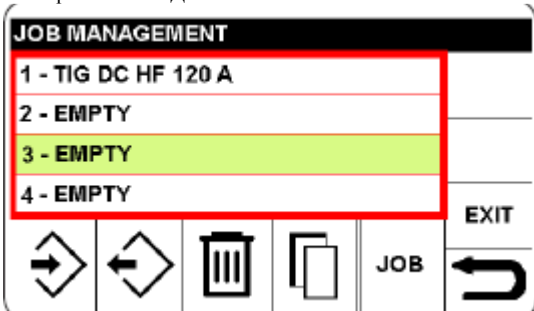 JOB MANAGEMENT
1 - TIG DC HF 120 A
2 - EMPTY
3 - EMPTY
4 - EMPTY
EXIT
JOB